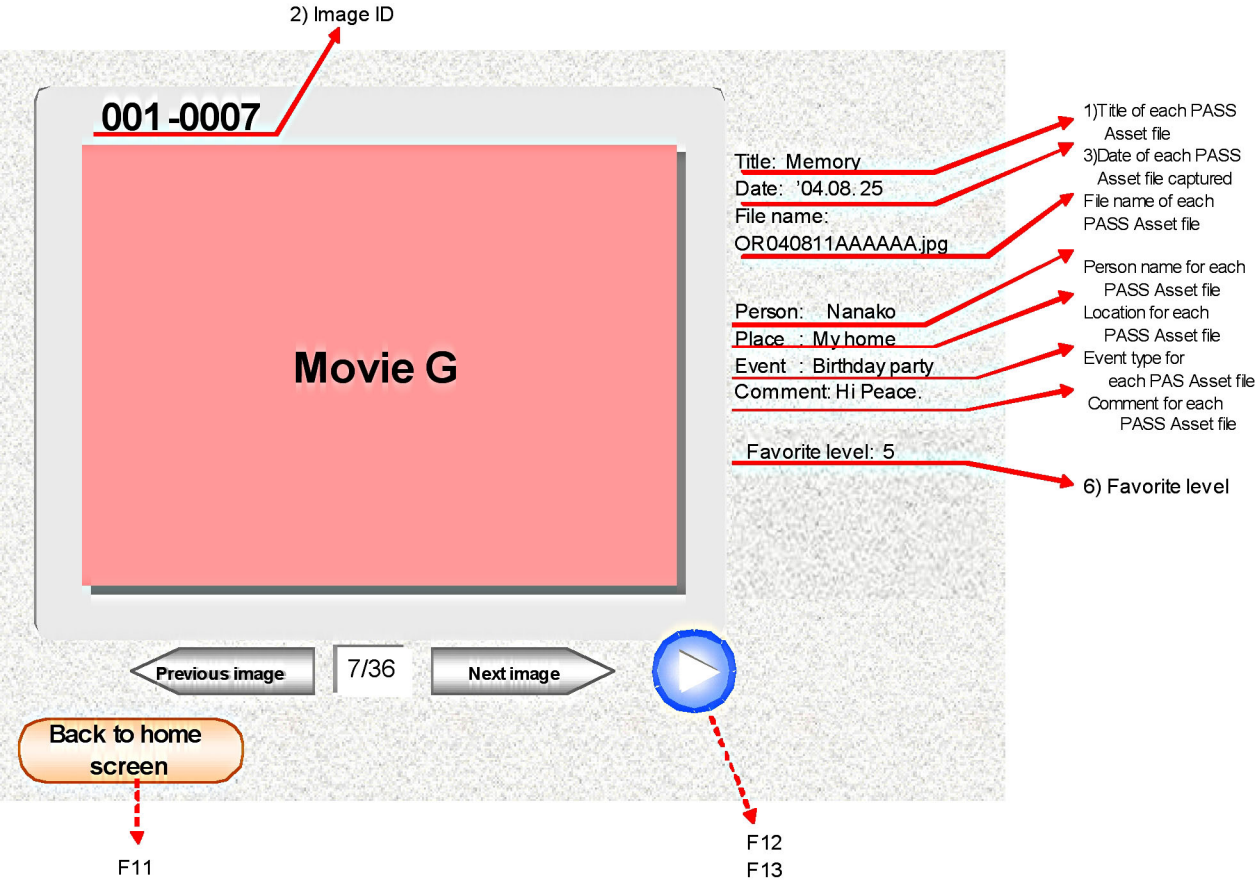 2) Image ID
001-0007
Movie G
Title: Memory
Date: '04.08.25
File name:
OR040811AAAAAA.jpg
Person: Nanako
Place : My home
Event : Birthday party
Comment: Hi Peace.
Favorite level: 5
1)Title of each PASS
Asset file
3)Date of each PASS
Asset file captured
File name of each
PASS Asset file
Person name for each
PASS Asset file
Location for each
PASS Asset file
Event type for
each PAS Asset file
Comment for each
PASS Asset file
6) Favorite level
Previous image
7/36
Next image
Back to home
screen
F11
F12
F13